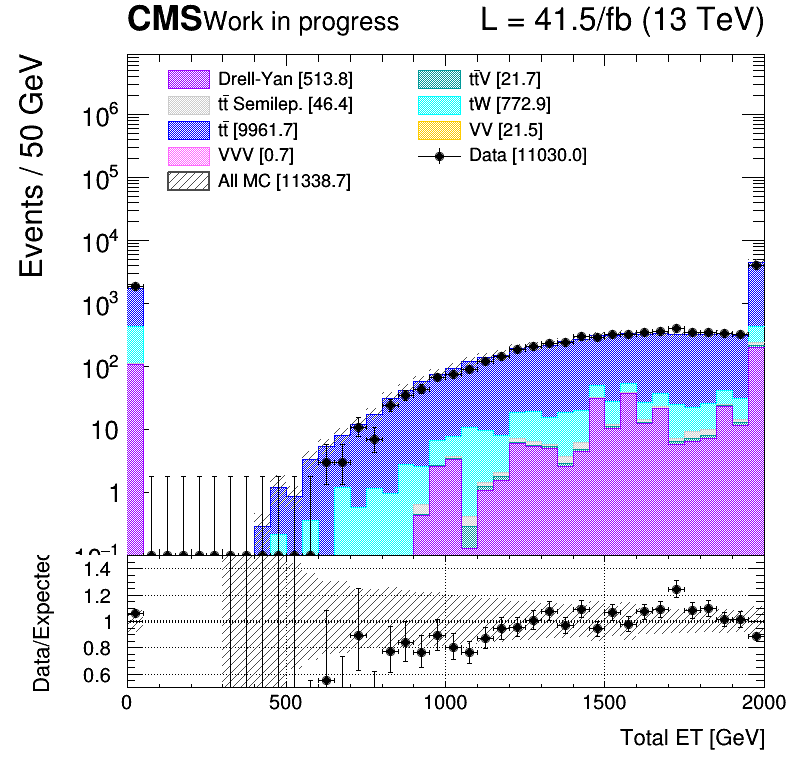 CMS Work in progress L = 41.5/fb (13 TeV)
Events / 50 GeV
Drell-Yan [513.8]
tt̄ Semilep. [46.4]
tt̄ [9961.7]
VVV [0.7]
All MC [11338.7]
tt̄V [21.7]
tW [772.9]
VV [21.5]
Data [11030.0]
10⁶
10⁵
10⁴
10³
10²
10
1
10⁻¹
Data/Expected
1.4
1.2
1
0.8
0.6
0 500 1000 1500 2000
Total ET [GeV]